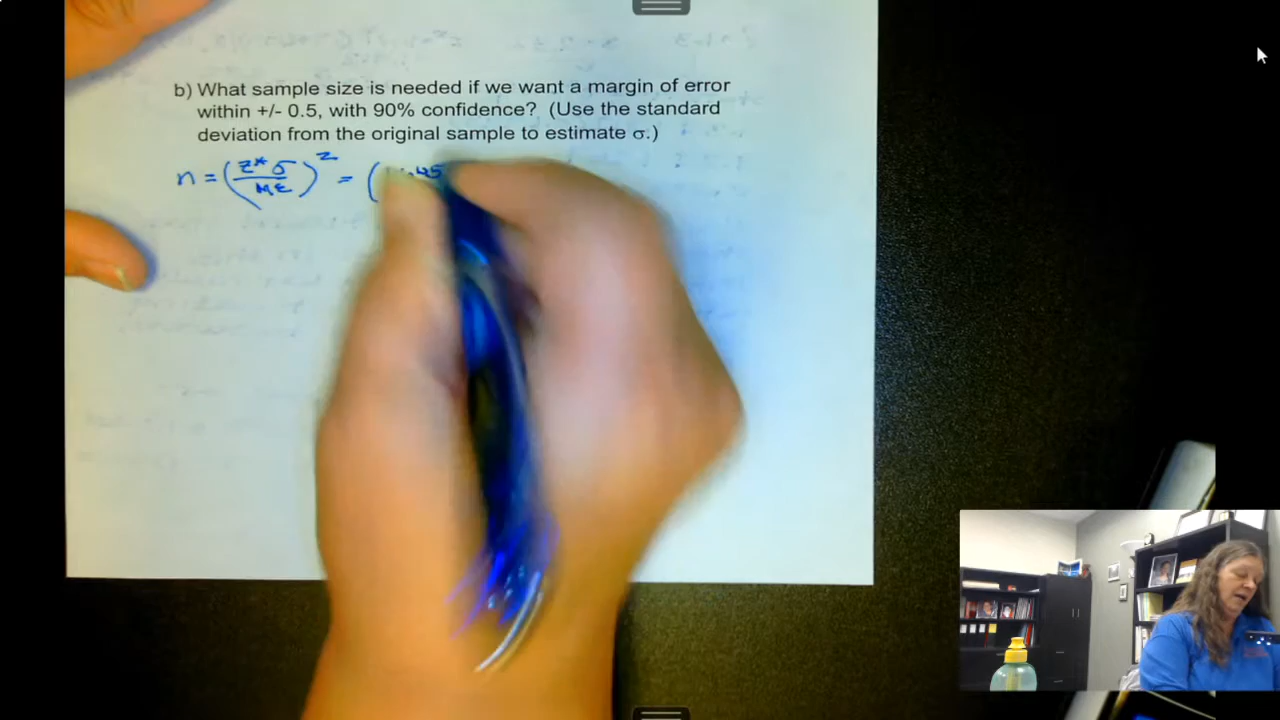 b) What sample size is needed if we want a margin of error
within +/- 0.5, with 90% confidence? (Use the standard
deviation from the original sample to estimate σ.)
n = (z* σ / ME)² = (